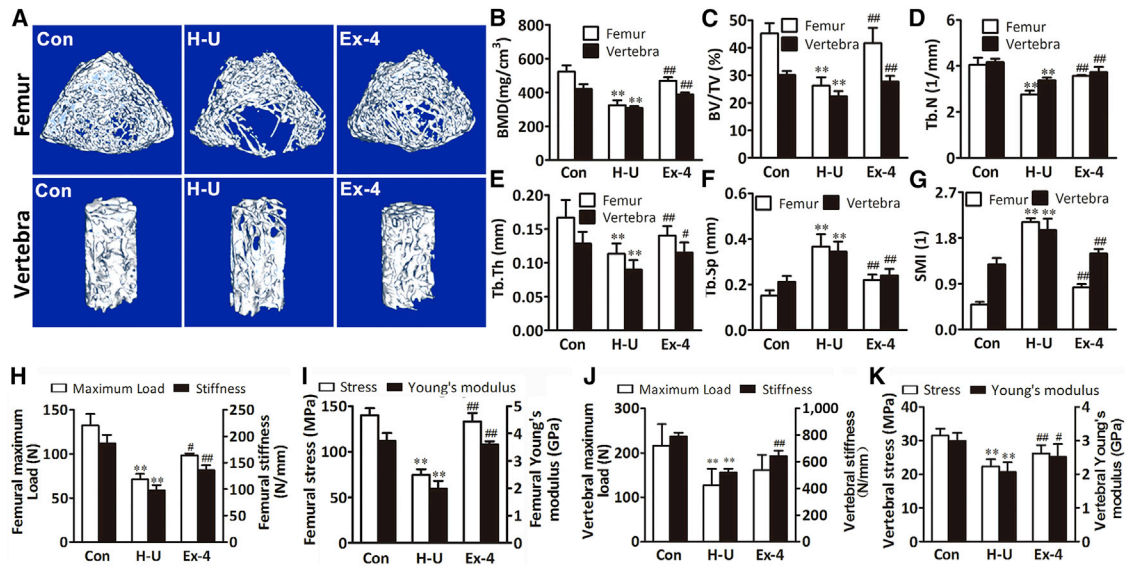 A
Con
H-U
Ex-4
Femur
Con
H-U
Ex-4
Vertebra
B
Femur
Vertebra
BMD(mg/cm3)
800
600
400
200
0
** **
##
##
Con H-U Ex-4
C
Femur
Vertebra
BV/TV (%)
50
40
30
20
10
0
**
**
##
##
Con H-U Ex-4
D
Femur
Vertebra
Tb.N (1/mm)
6
4
2
0
**
**
##
##
Con H-U Ex-4
E
Femur
Vertebra
Tb.Th (mm)
0.20
0.15
0.10
0.05
0.00
**
**
##
#
Con H-U Ex-4
F
Femur
Vertebra
Tb.Sp (mm)
0.6
0.4
0.2
0.0
**
**
##
##
Con H-U Ex-4
G
Femur
Vertebra
SMI (1)
2.7
1.8
0.9
0.0
** **
##
##
Con H-U Ex-4
H
Maximum Load
Stiffness
Femural maximum
Load (N)
150
100
50
0
**
**
#
##
250
200
150
100
50
0
Femural stiffness
(N/mm)
Con H-U Ex-4
I
Stress
Young's modulus
Femural stress (MPa)
150
100
50
0
**
**
##
##
5
4
3
2
1
0
Femural Young's
modulus (GPa)
Con H-U Ex-4
J
Maximum Load
Stiffness
Vertebral maximum
load (N)
300
200
100
0
** **
##
1,000
800
600
400
200
0
Vertebral stiffness
(N/mm)
Con H-U Ex-4
K
Stress
Young's modulus
Vertebral stress (MPa)
40
30
20
10
0
**
**
##
#
4
3
2
1
0
Vertebral Young's
modulus (GPa)
Con H-U Ex-4